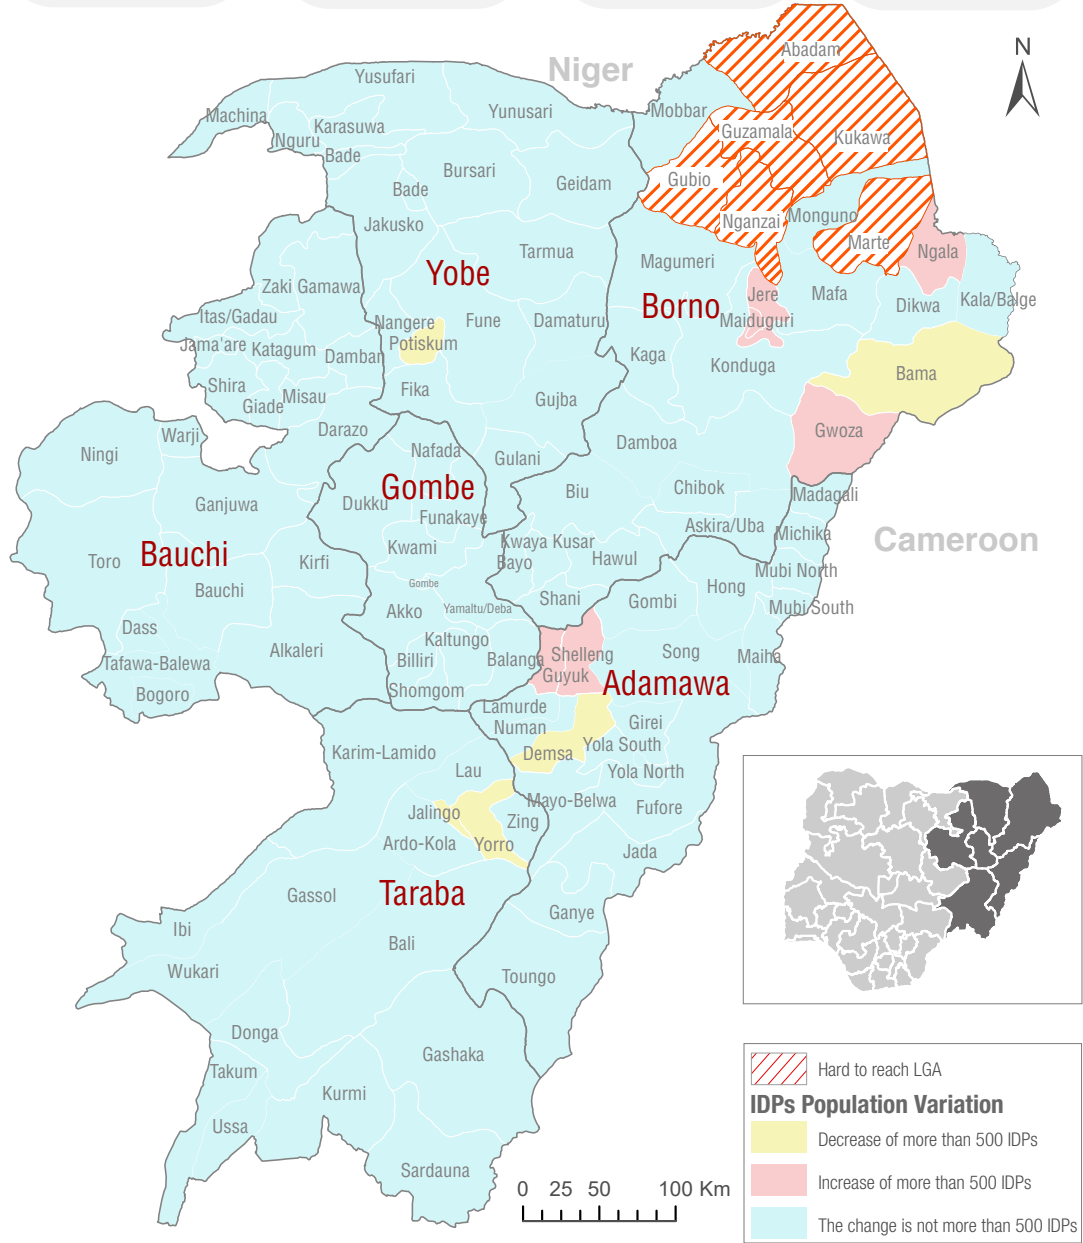 Niger
N
Abadam
Yusufari
Mobbar
Yunusari
Machina
Karasuwa
Guzamala
Kukawa
Nguru
Bade
Bursari
Gubio
Geidam
Bade
Nganzai
Monguno
Jakusko
Marte
Tarmua
Ngala
Magumeri
Yobe
Zaki
Gamawa
Jere
Mafa
Borno
Dikwa
Kala/Balge
Itas/Gadau
Nangere
Fune
Damaturu
Maiduguri
Potiskum
Jama'are
Katagum
Damban
Kaga
Konduga
Bama
Shira
Fika
Misau
Giade
Gujba
Darazo
Gwoza
Warji
Damboa
Ningi
Nafada
Gulani
Gombe
Biu
Chibok
Madagali
Ganjuwa
Dukku
Funakaye
Askira/Uba
Michika
Cameroon
Kwaya Kusar
Kwami
Bauchi
Toro
Kirfi
Bayo
Hawul
Mubi North
Gombe
Hong
Bauchi
Shani
Gombi
Mubi South
Akko
Yamaltu/Deba
Dass
Kaltungo
Alkaleri
Song
Maiha
Shelleng
Tafawa-Balewa
Billiri
Balanga
Guyuk
Adamawa
Bogoro
Shomgom
Lamurde
Numan
Girei
Karim-Lamido
Demsa
Yola South
Lau
Yola North
Mayo-Belwa
Fufore
Jalingo
Zing
Ardo-Kola
Yorro
Jada
Gassol
Taraba
Ganye
Ibi
Bali
Wukari
Toungo
Donga
Gashaka
Takum
Kurmi
Ussa
Sardauna
0 25 50 100 Km
Hard to reach LGA
IDPs Population Variation
Decrease of more than 500 IDPs
Increase of more than 500 IDPs
The change is not more than 500 IDPs